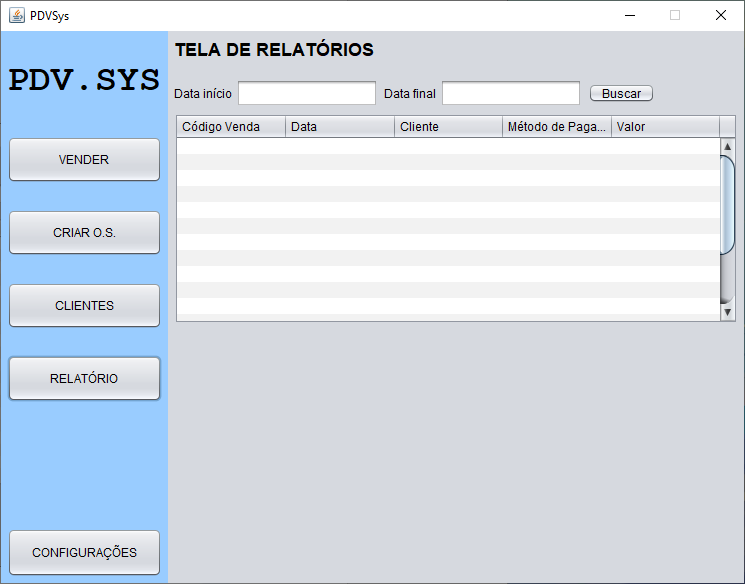 PDVSys
PDV.SYS
VENDER
CRIAR O.S.
CLIENTES
RELATÓRIO
CONFIGURAÇÕES
TELA DE RELATÓRIOS
Data início Data final Buscar
Código Venda Data Cliente Método de Paga... Valor